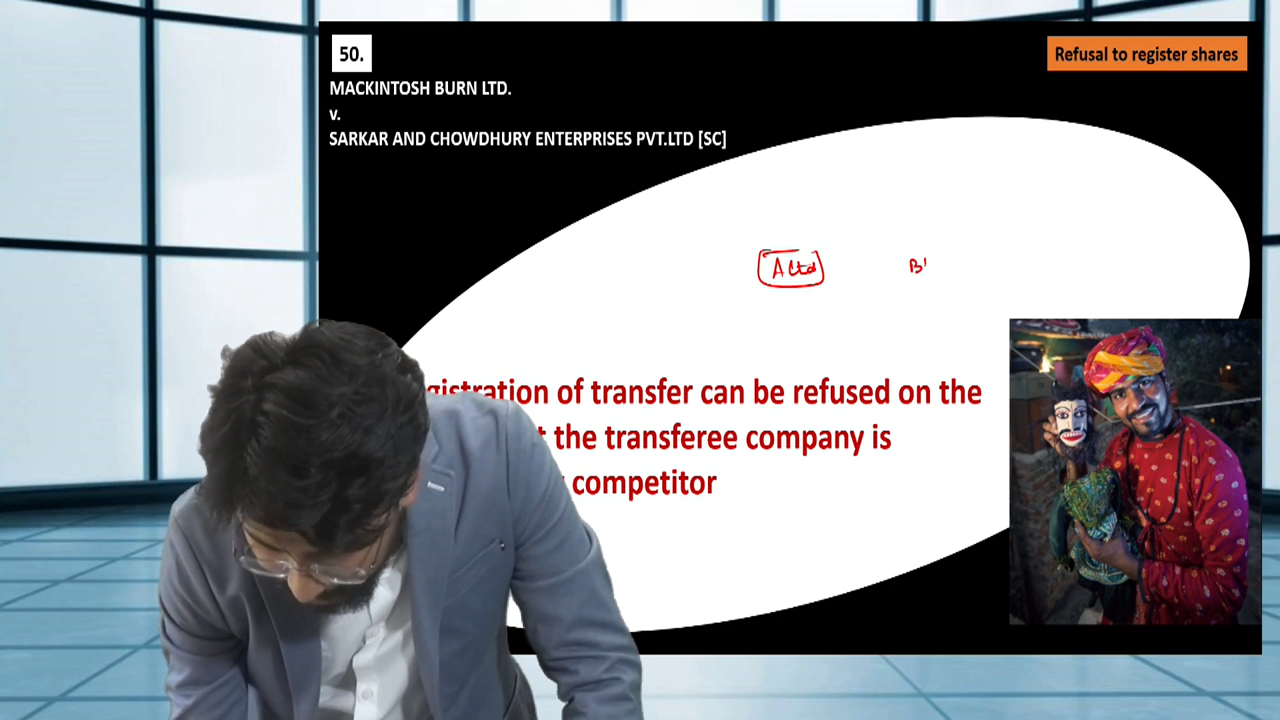 50.
Refusal to register shares
MACKINTOSH BURN LTD.
v.
SARKAR AND CHOWDHURY ENTERPRISES PVT.LTD [SC]
A Ltd B'
gistration of transfer can be refused on the
the transferee company is
competitor